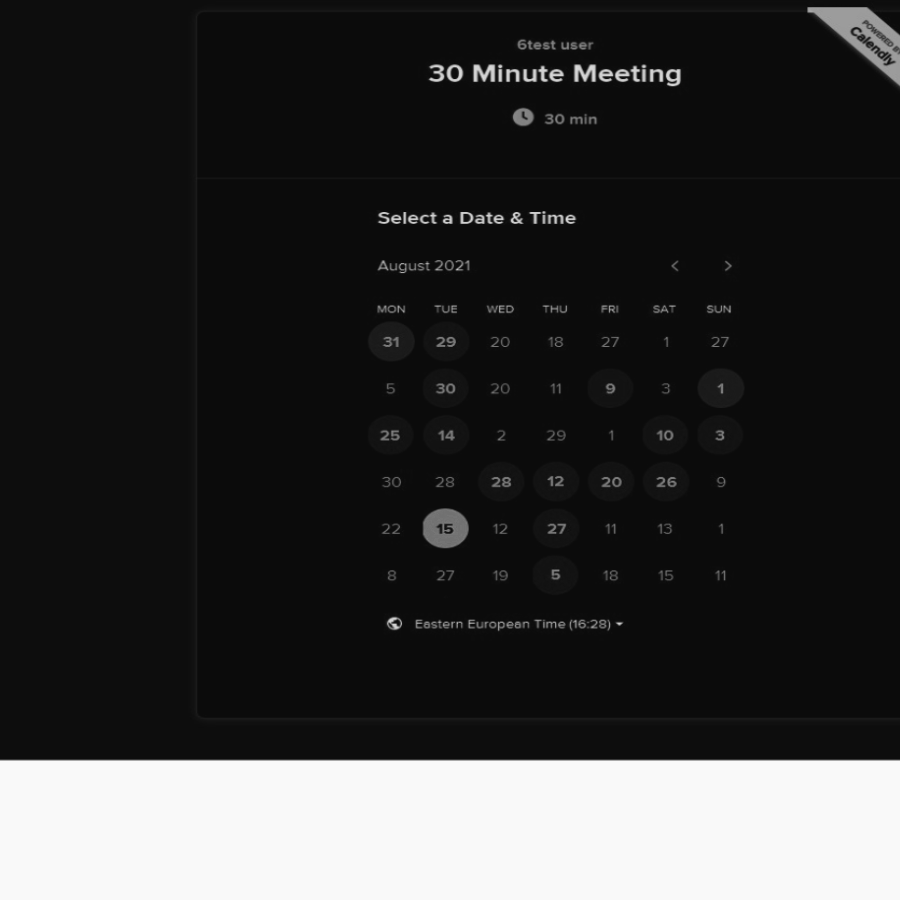 POWERED BY
Calendly
6test user
30 Minute Meeting
30 min
Select a Date & Time
August 2021
MON TUE WED THU FRI SAT SUN
31 29 20 18 27 1 27
5 30 20 11 9 3 1
25 14 2 29 1 10 3
30 28 28 12 20 26 9
22 15 12 27 11 13 1
8 27 19 5 18 15 11
Eastern European Time (16:28)